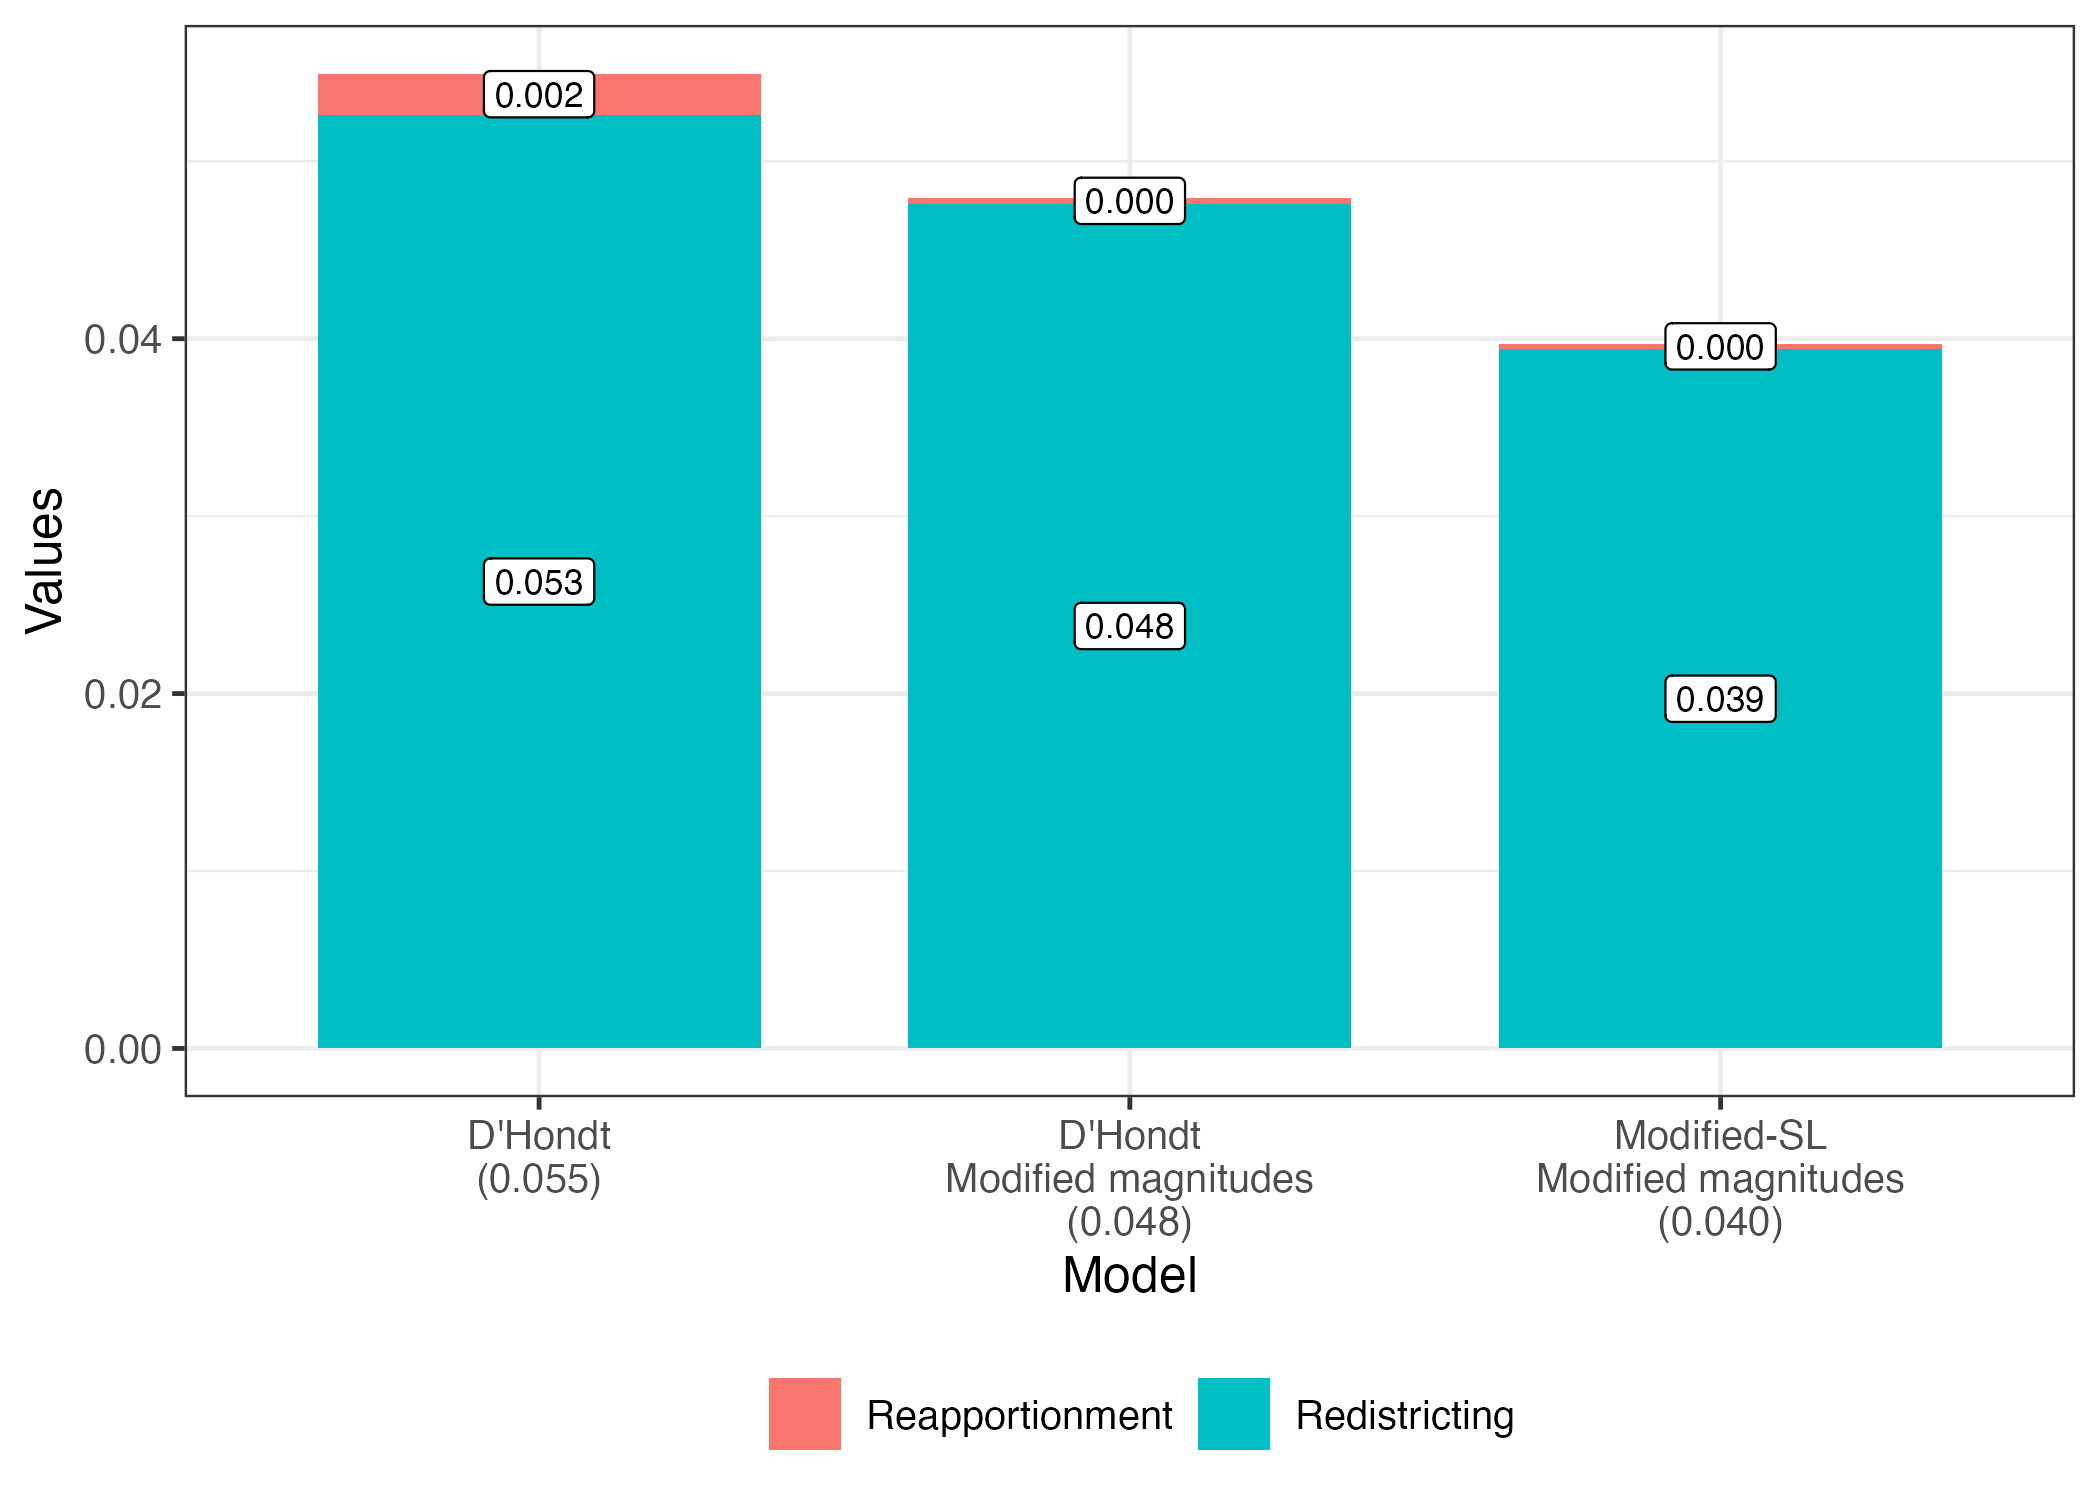 Values
0.04
0.02
0.00
0.002
0.053
0.000
0.048
0.000
0.039
D'Hondt
(0.055)
D'Hondt
Modified magnitudes
(0.048)
Modified-SL
Modified magnitudes
(0.040)
Model
Reapportionment
Redistricting